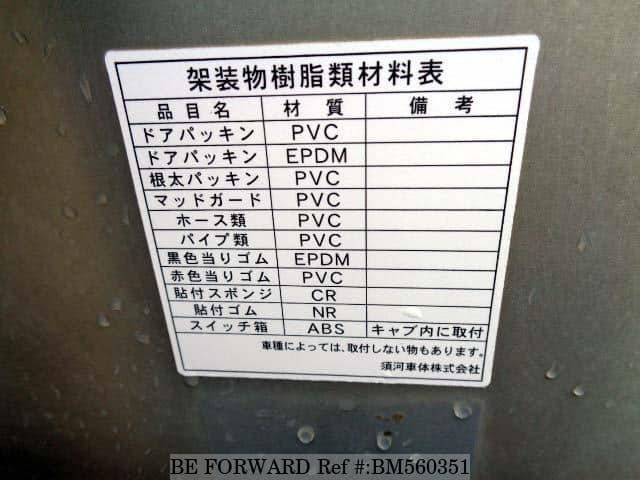 架装物樹脂類材料表
品目名 材質 備考
ドアパッキン PVC
ドアパッキン EPDM
根太パッキン PVC
マッドガード PVC
ホース類 PVC
パイプ類 PVC
黒色当りゴム EPDM
赤色当りゴム PVC
貼付スポンジ CR
貼付ゴム NR
スイッチ箱 ABS キャブ内に取付
車種によっては、取付しない物もあります。
須河車体株式会社
BE FORWARD Ref #:BM560351